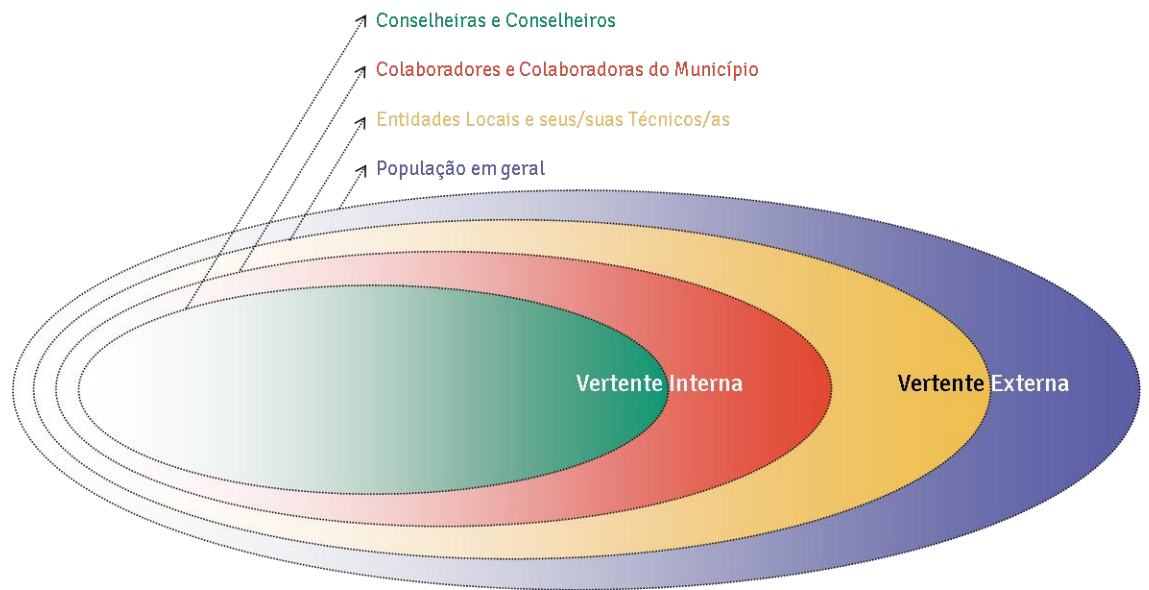 Conselheiras e Conselheiros
Colaboradores e Colaboradoras do Município
Entidades Locais e seus/suas Técnicos/as
População em geral
Vertente Interna
Vertente Externa